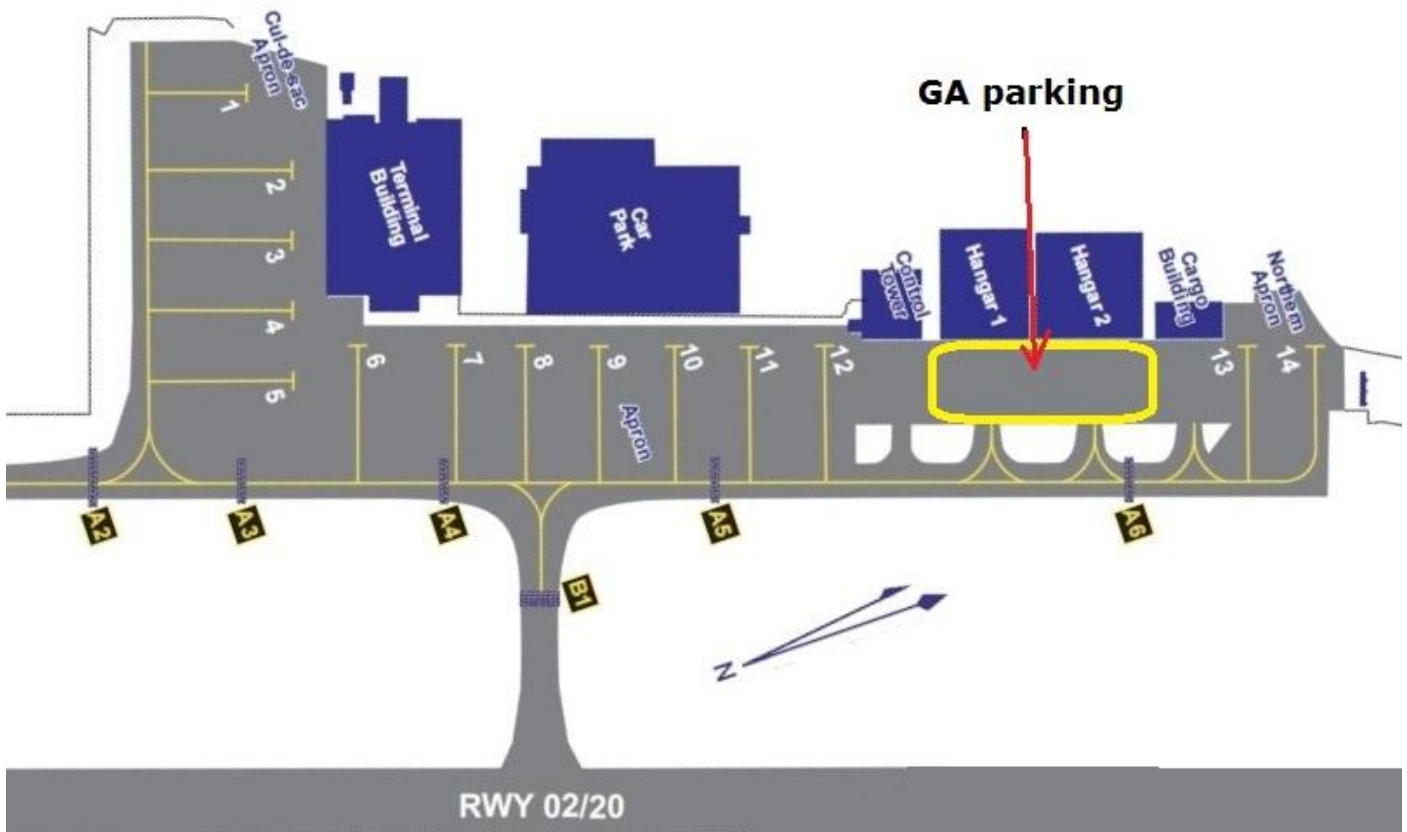 Cul-de-sac
Apron
GA parking
1
2
3
4
5
Terminal
Building
Car
Park
Control
Tower
Hangar 1
Hangar 2
Cargo
Building
Northern
Apron
6
7
8
9
10
11
12
13
14
Apron
A2
A3
A4
A5
A6
B1
N
RWY 02/20